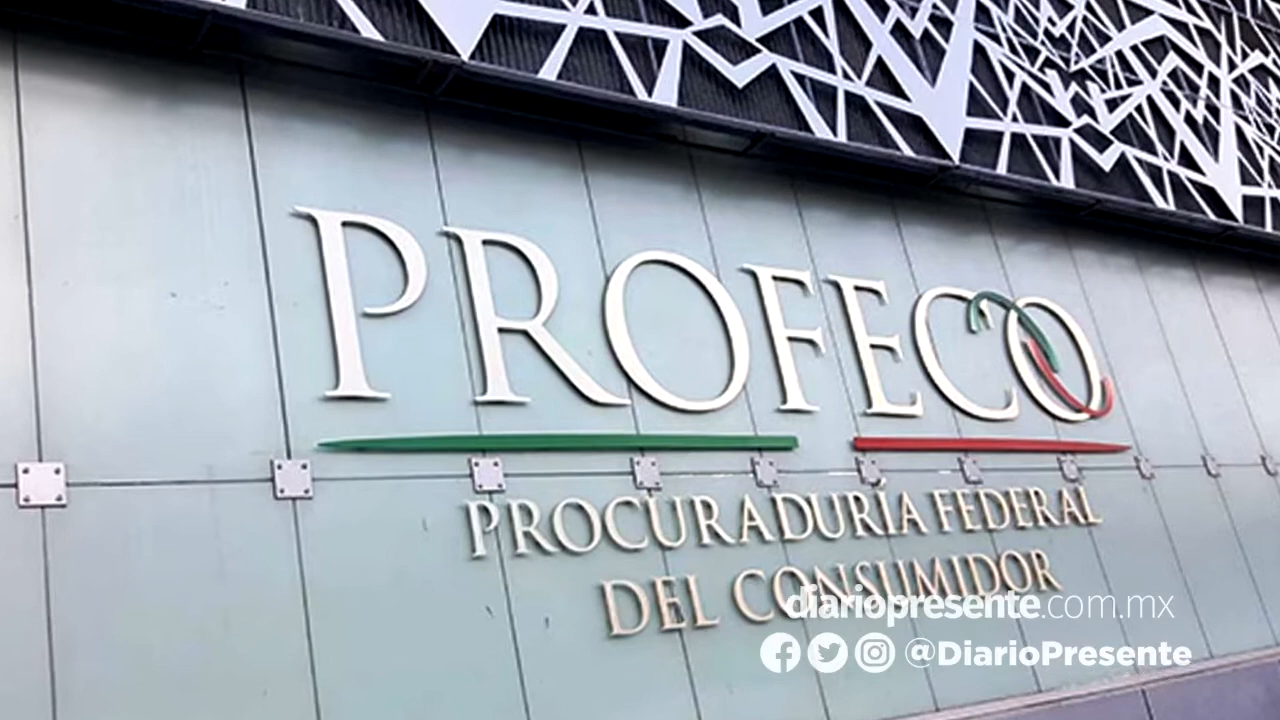 PROFECO
PROCURADURÍA FEDERAL
DEL CONSUMIDOR
diariopresente.com.mx
@DiarioPresente